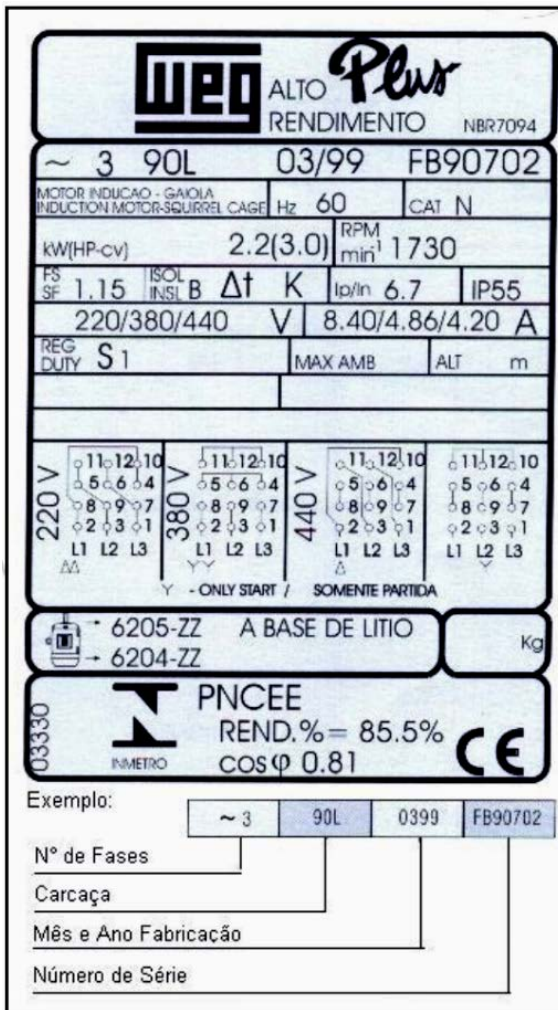 WEG ALTO Plus
RENDIMENTO NBR7094
~ 3 90L 03/99 FB90702
MOTOR INDUCAO - GAIOLA
INDUCTION MOTOR-SQUIRREL CAGE Hz 60 CAT N
kW(HP-cv) 2.2(3.0) RPM min-1 1730
FS SF 1.15 ISOL INSL B Δt K Ip/In 6.7 IP55
220/380/440 V 8.40/4.86/4.20 A
REG DUTY S1 MAX AMB ALT m
220 V 380 V 440 V
11 12 10 11 12 10 11 12 10 11 12 10
5 6 4 5 6 4 5 6 4 5 6 4
8 9 7 8 9 7 8 9 7 8 9 7
2 3 1 2 3 1 2 3 1 2 3 1
L1 L2 L3 L1 L2 L3 L1 L2 L3 L1 L2 L3
ΔΔ YY Δ Y
Y - ONLY START / SOMENTE PARTIDA
6205-ZZ A BASE DE LITIO
6204-ZZ
Kg
03330
INMETRO
PNCEE
REND.% = 85.5%
cos φ 0.81
CE
Exemplo:
~ 3 90L 0399 FB90702
N° de Fases
Carcaça
Mês e Ano Fabricação
Número de Série